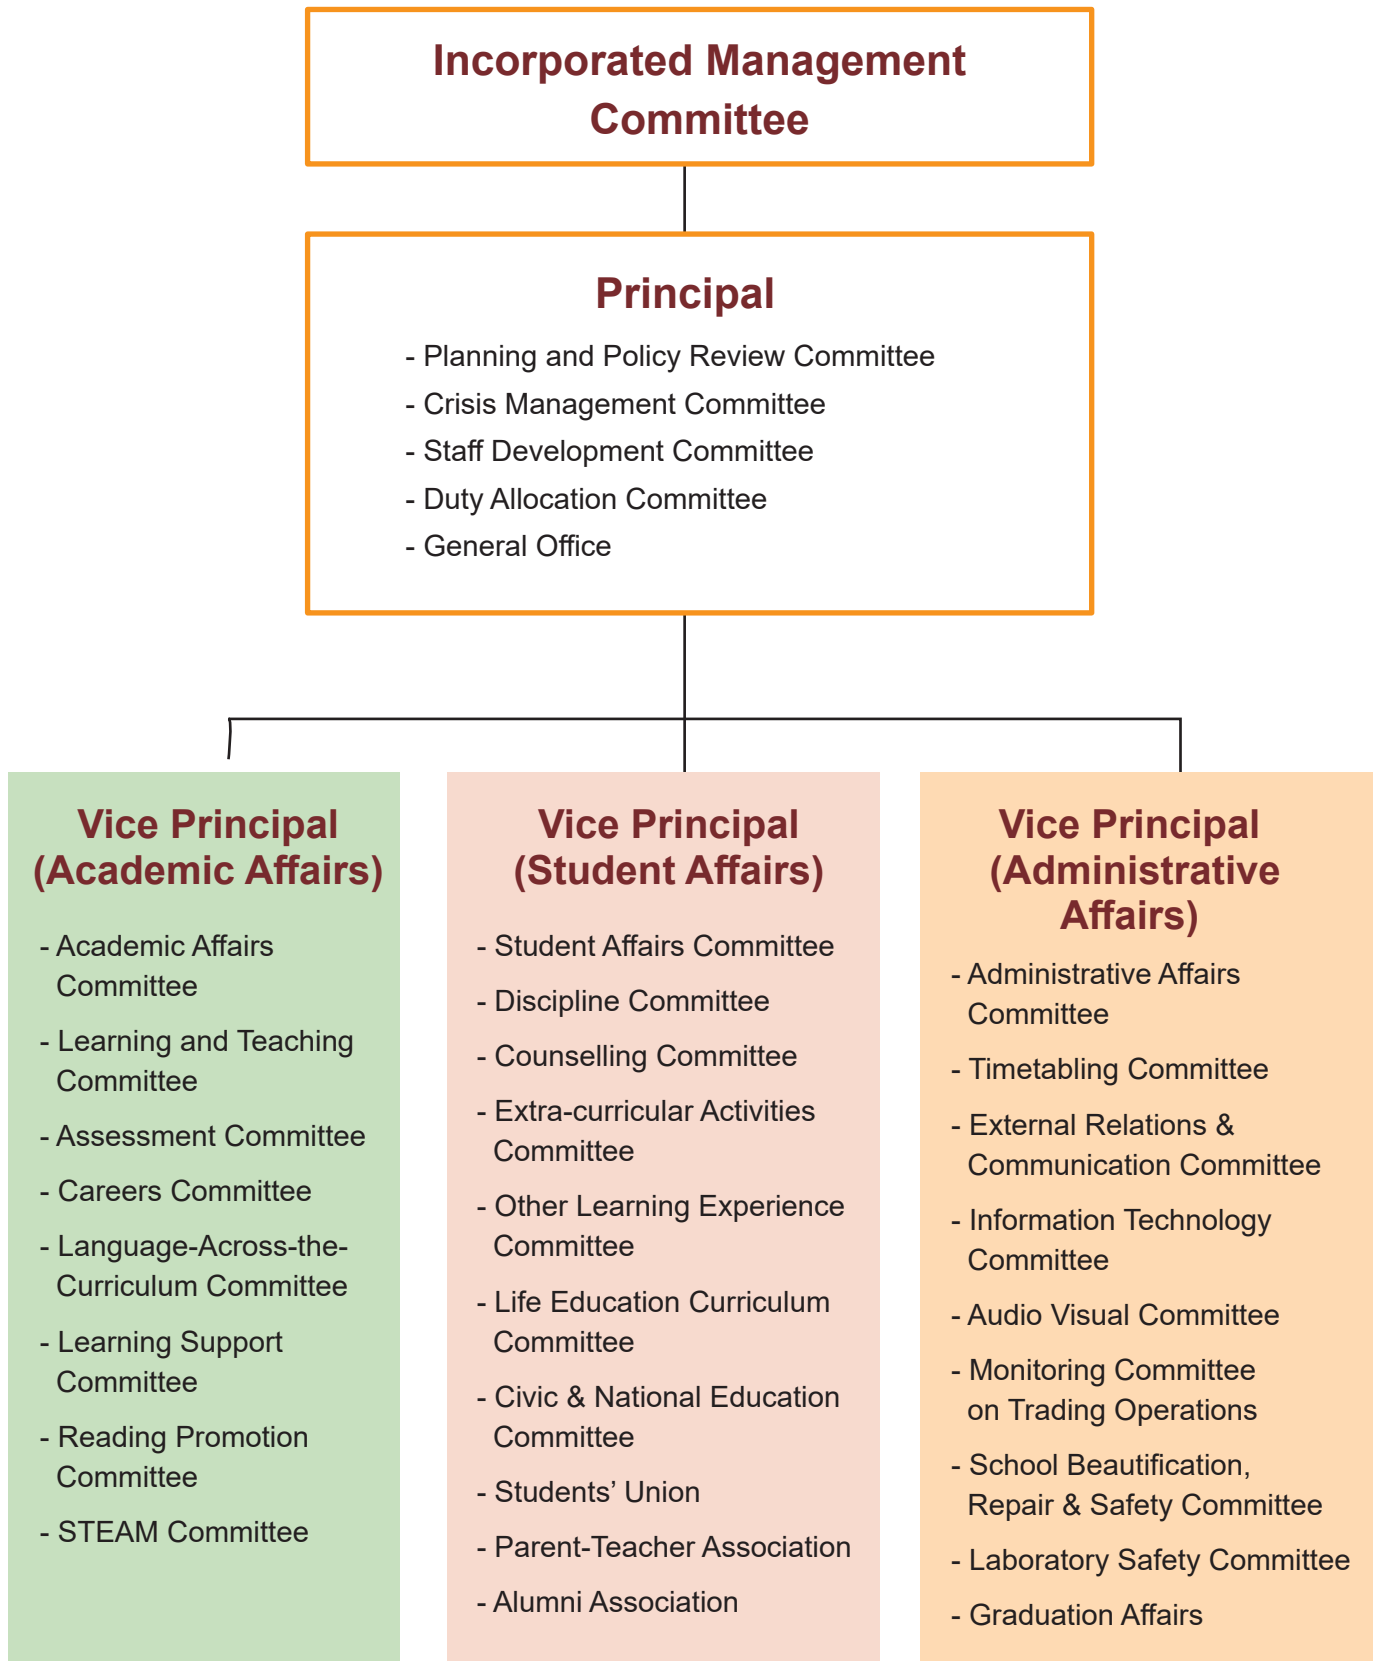 Incorporated Management
Committee
Principal
- Planning and Policy Review Committee
- Crisis Management Committee
- Staff Development Committee
- Duty Allocation Committee
- General Office
Vice Principal
(Academic Affairs)
- Academic Affairs
Committee
- Learning and Teaching
Committee
- Assessment Committee
- Careers Committee
- Language-Across-the-
Curriculum Committee
- Learning Support
Committee
- Reading Promotion
Committee
- STEAM Committee
Vice Principal
(Student Affairs)
- Student Affairs Committee
- Discipline Committee
- Counselling Committee
- Extra-curricular Activities
Committee
- Other Learning Experience
Committee
- Life Education Curriculum
Committee
- Civic & National Education
Committee
- Students’ Union
- Parent-Teacher Association
- Alumni Association
Vice Principal
(Administrative
Affairs)
- Administrative Affairs
Committee
- Timetabling Committee
- External Relations &
Communication Committee
- Information Technology
Committee
- Audio Visual Committee
- Monitoring Committee
on Trading Operations
- School Beautification,
Repair & Safety Committee
- Laboratory Safety Committee
- Graduation Affairs